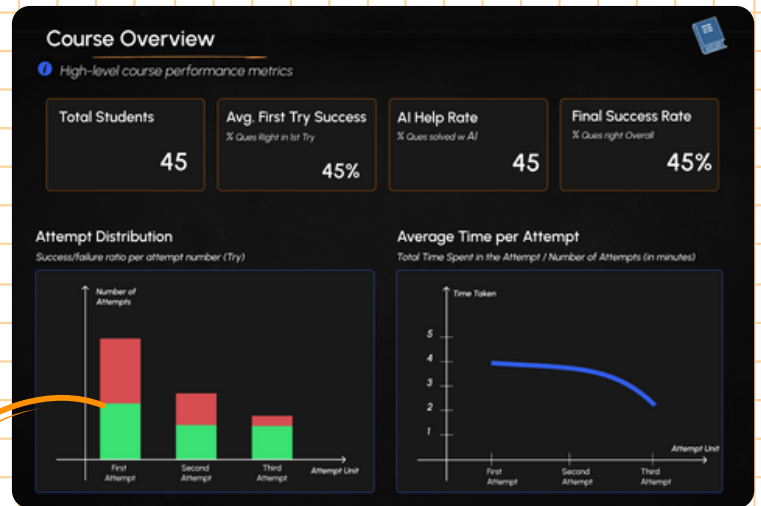 Course Overview
i High-level course performance metrics
Total Students
45
Avg. First Try Success
% Ques Right in 1st Try
45%
AI Help Rate
% Ques solved w AI
45
Final Success Rate
% Ques right Overall
45%
Attempt Distribution
Success/failure ratio per attempt number (Try)
Number of
Attempts
First
Attempt
Second
Attempt
Third
Attempt
Attempt Unit
Average Time per Attempt
Total Time Spent in the Attempt / Number of Attempts (in minutes)
Time Taken
5
4
3
2
1
Attempt Unit
First
Attempt
Second
Attempt
Third
Attempt